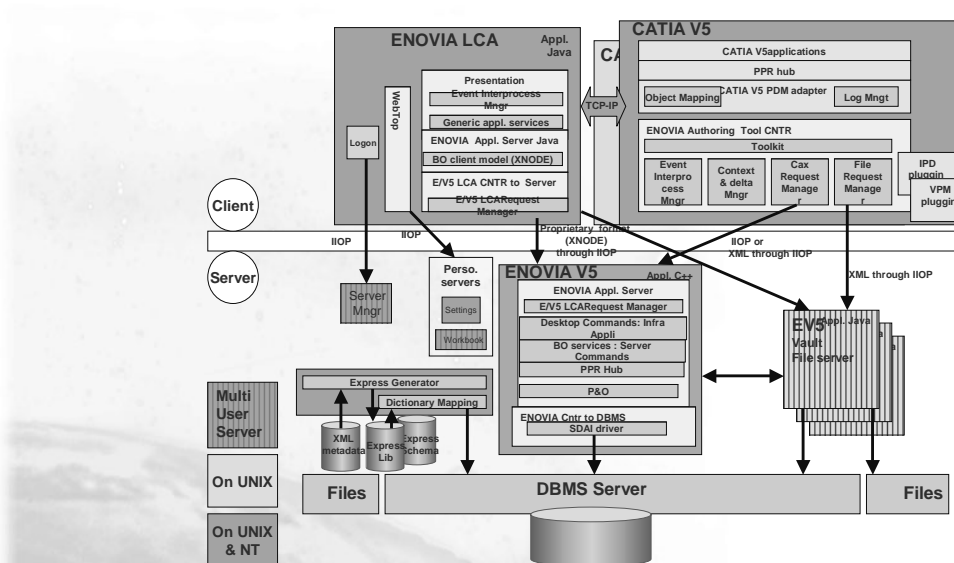 ENOVIA LCA
Appl.
Java
WebTop
Logon
Presentation
Event Interprocess
Mngr
Generic appl. services
ENOVIA Appl. Server Java
BO client model (XNODE)
E/V5 LCA CNTR to Server
E/V5 LCARequest
Manager
TCP-IP
CA
CATIA V5
CATIA V5applications
PPR hub
CATIA V5 PDM adapter
Object Mapping
Log Mngt
ENOVIA Authoring Tool CNTR
Toolkit
Event
Interpro
cess
Mngr
Context
& delta
Mngr
Cax
Request
Manage
r
File
Request
Manage
r
IPD
pluggin
VPM
pluggin
Client
Server
IIOP
IIOP
Proprietary format
(XNODE)
through IIOP
IIOP or
XML through IIOP
XML through IIOP
Server
Mngr
Perso.
servers
Settings
Workbook
ENOVIA V5
Appl. C++
ENOVIA Appl. Server
E/V5 LCARequest Manager
Desktop Commands: Infra
Appli
BO services : Server
Commands
PPR Hub
P&O
ENOVIA Cntr to DBMS
SDAI driver
EV5
Appl. Java
Vault
File server
a
a
Express Generator
Dictionary Mapping
XML
metadata
Express
Lib
Express
Schema
Multi
User
Server
On UNIX
On UNIX
& NT
Files
DBMS Server
Files